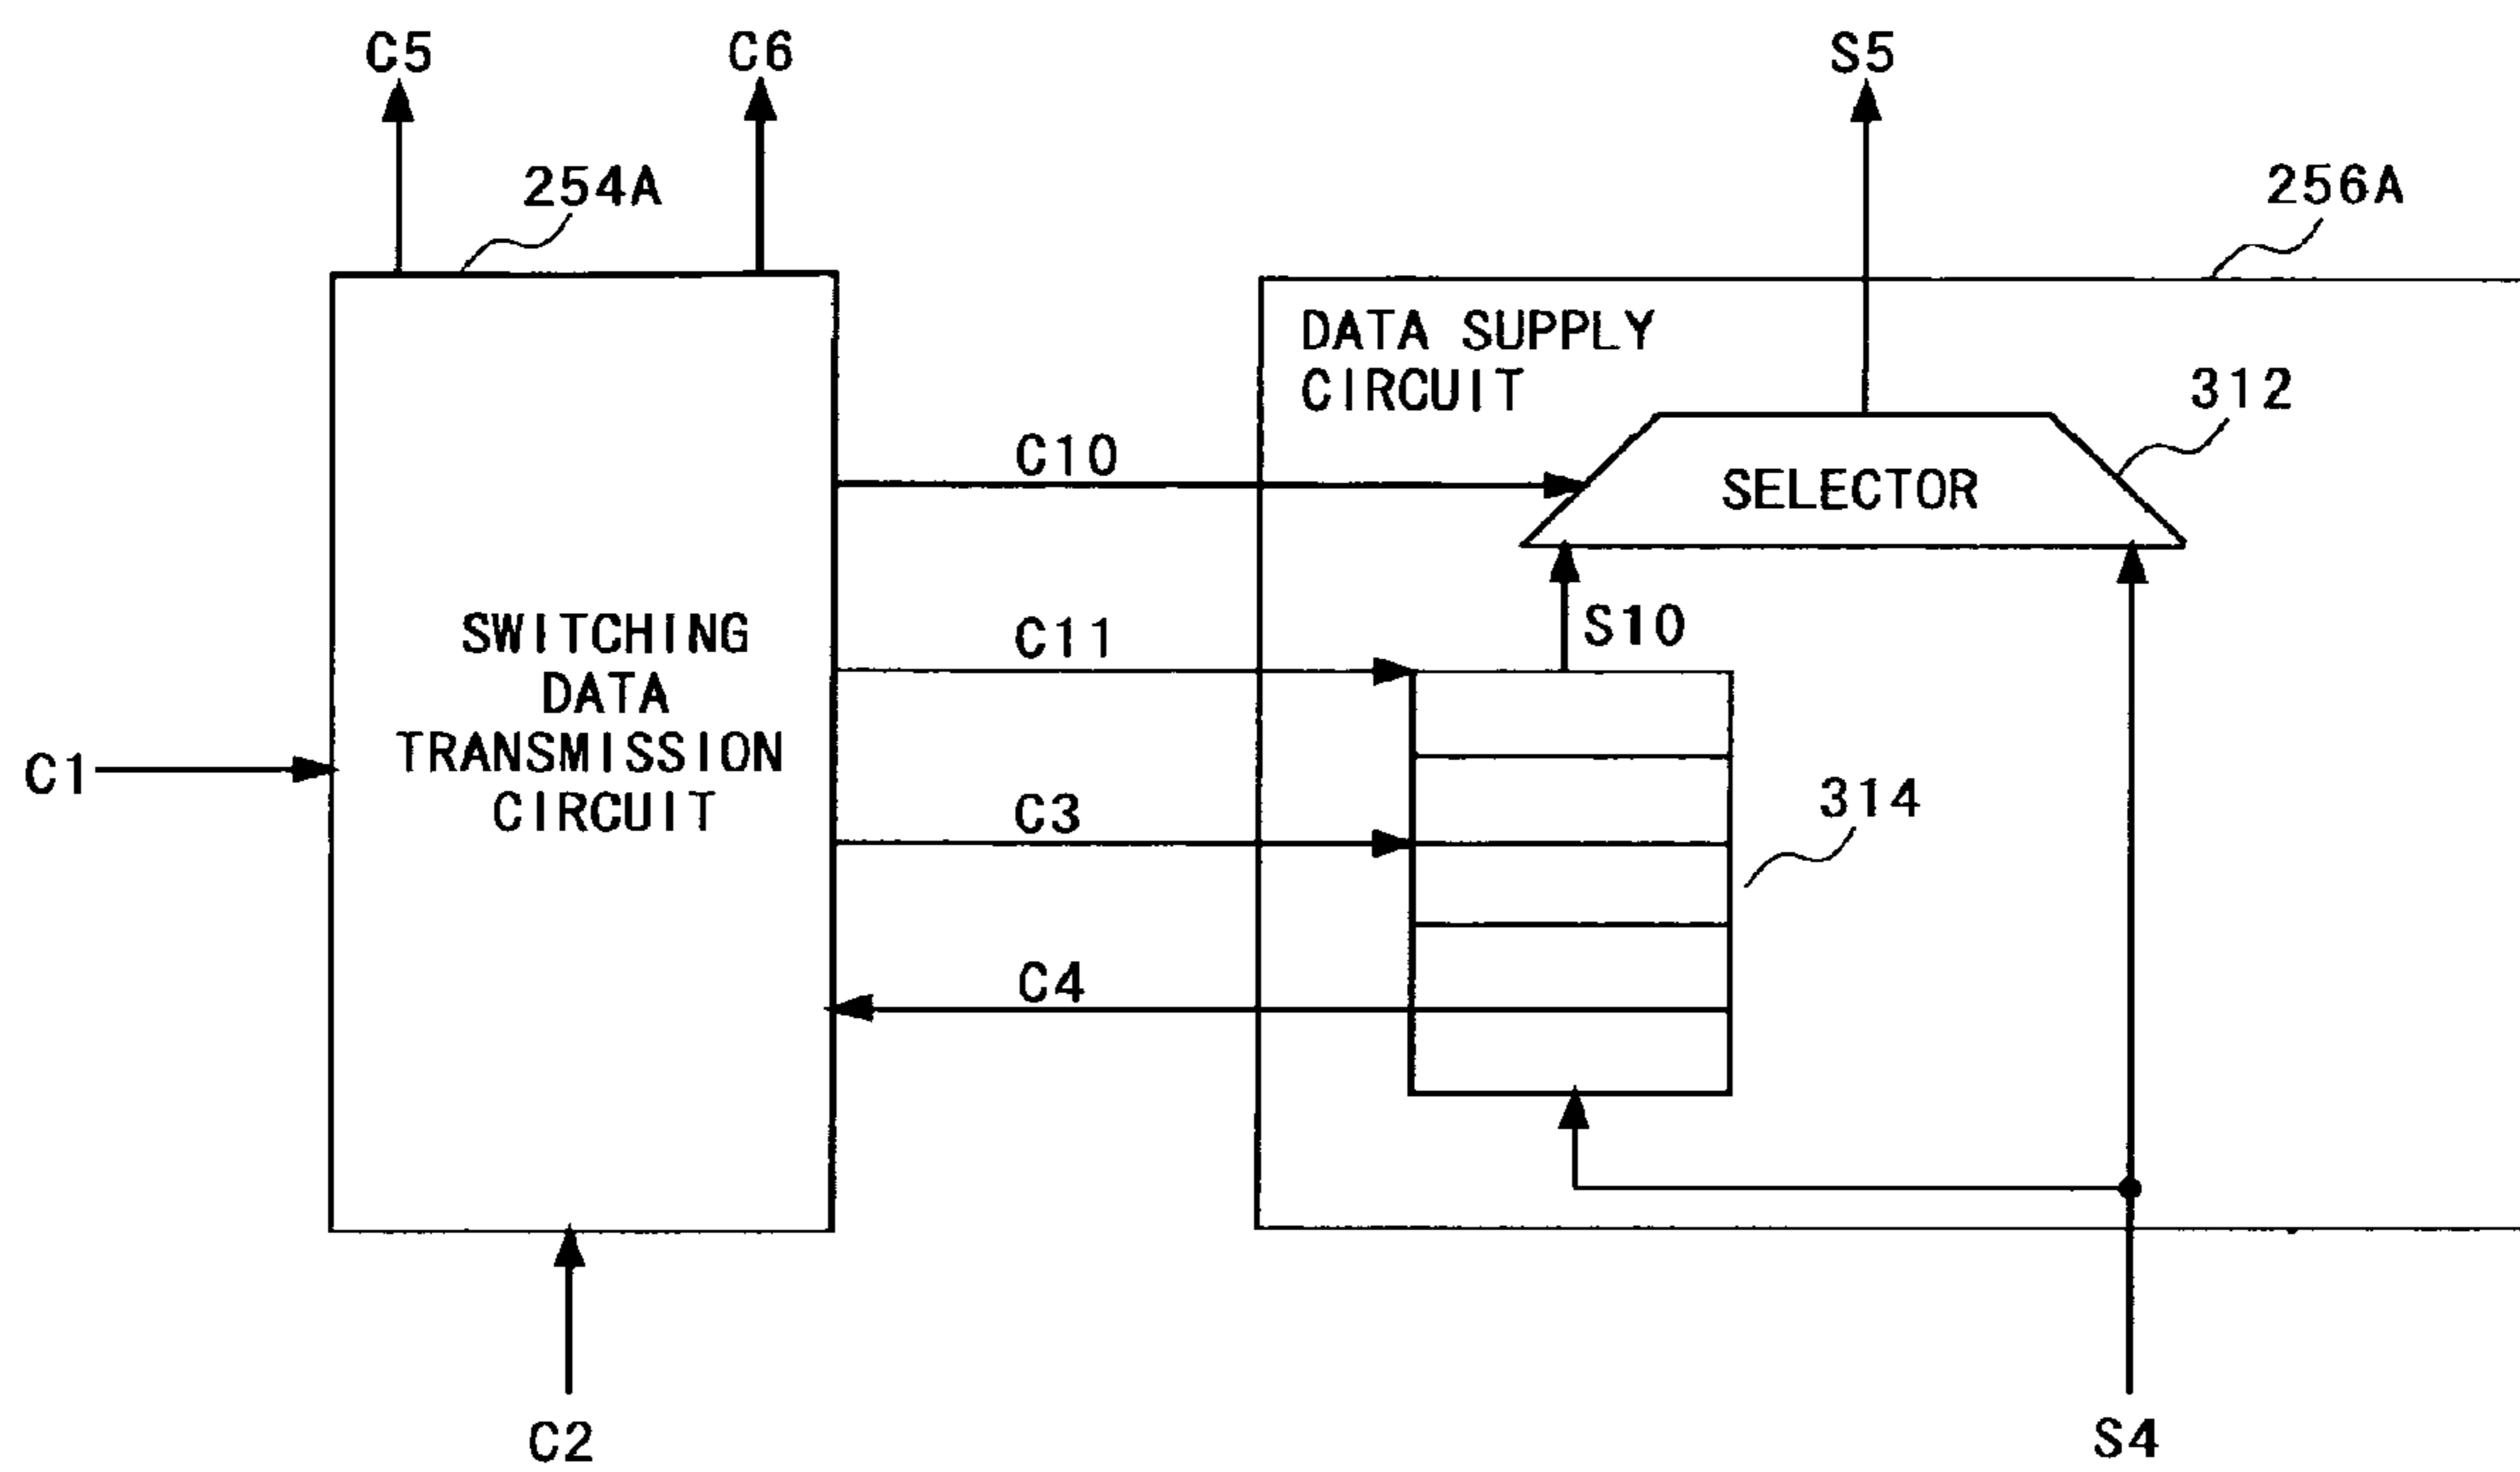 C5
C6
S5
254A
256A
DATA SUPPLY
CIRCUIT
312
C10
SELECTOR
SWITCHING
DATA
TRANSMISSION
CIRCUIT
C11
S10
C1
C3
314
C4
C2
S4